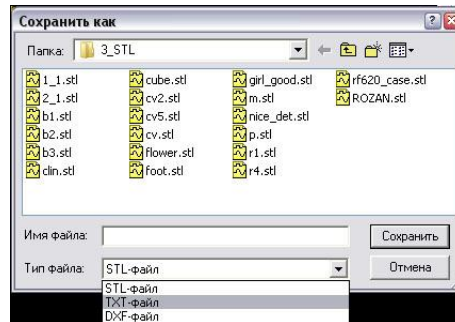 Сохранить как
Папка: 3_STL
1_1.stl cube.stl girl_good.stl rf620_case.stl
2_1.stl cv2.stl m.stl ROZAN.stl
b1.stl cv5.stl nice_det.stl
b2.stl cv.stl p.stl
b3.stl flower.stl r1.stl
clin.stl foot.stl r4.stl
Имя файла: Сохранить
Тип файла: STL-файл Отмена
STL-файл
TXT-файл
DXF-файл